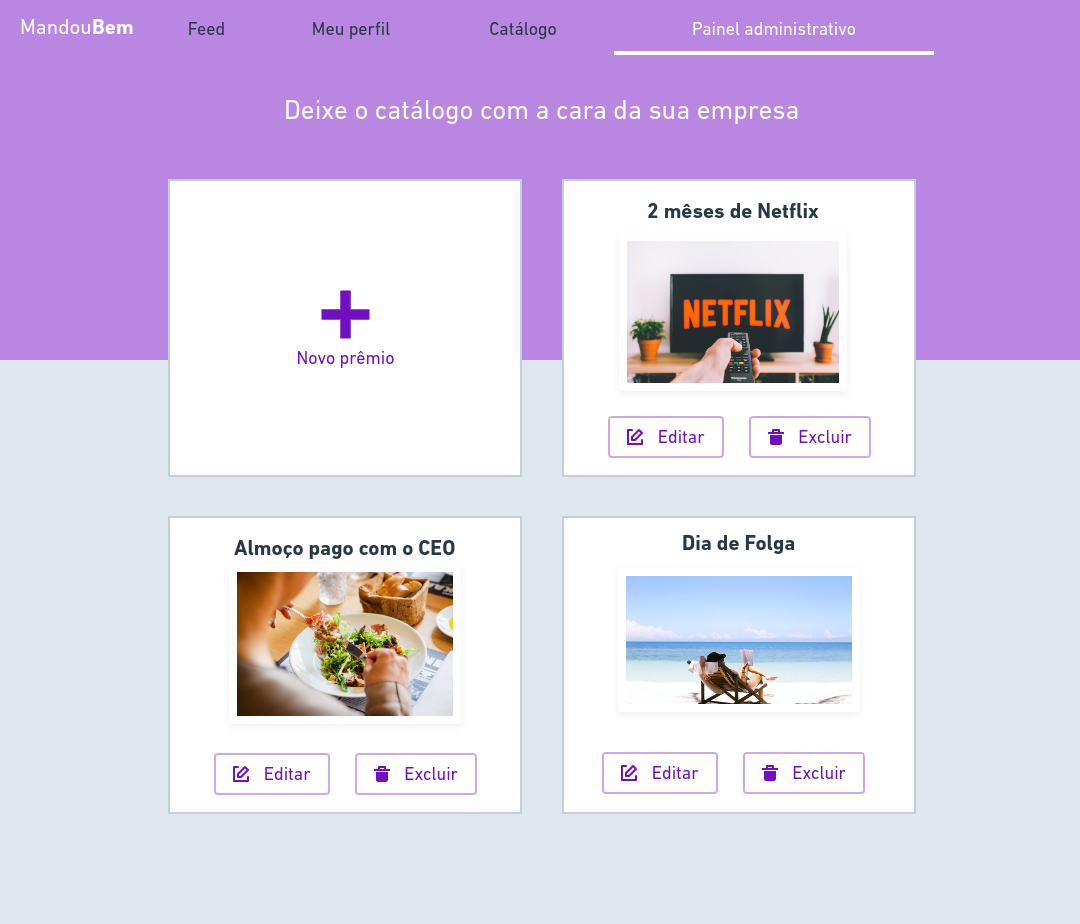 MandouBem
Feed
Meu perfil
Catálogo
Painel administrativo
Deixe o catálogo com a cara da sua empresa
Novo prêmio
2 mêses de Netflix
NETFLIX
Editar
Excluir
Almoço pago com o CEO
Editar
Excluir
Dia de Folga
Editar
Excluir